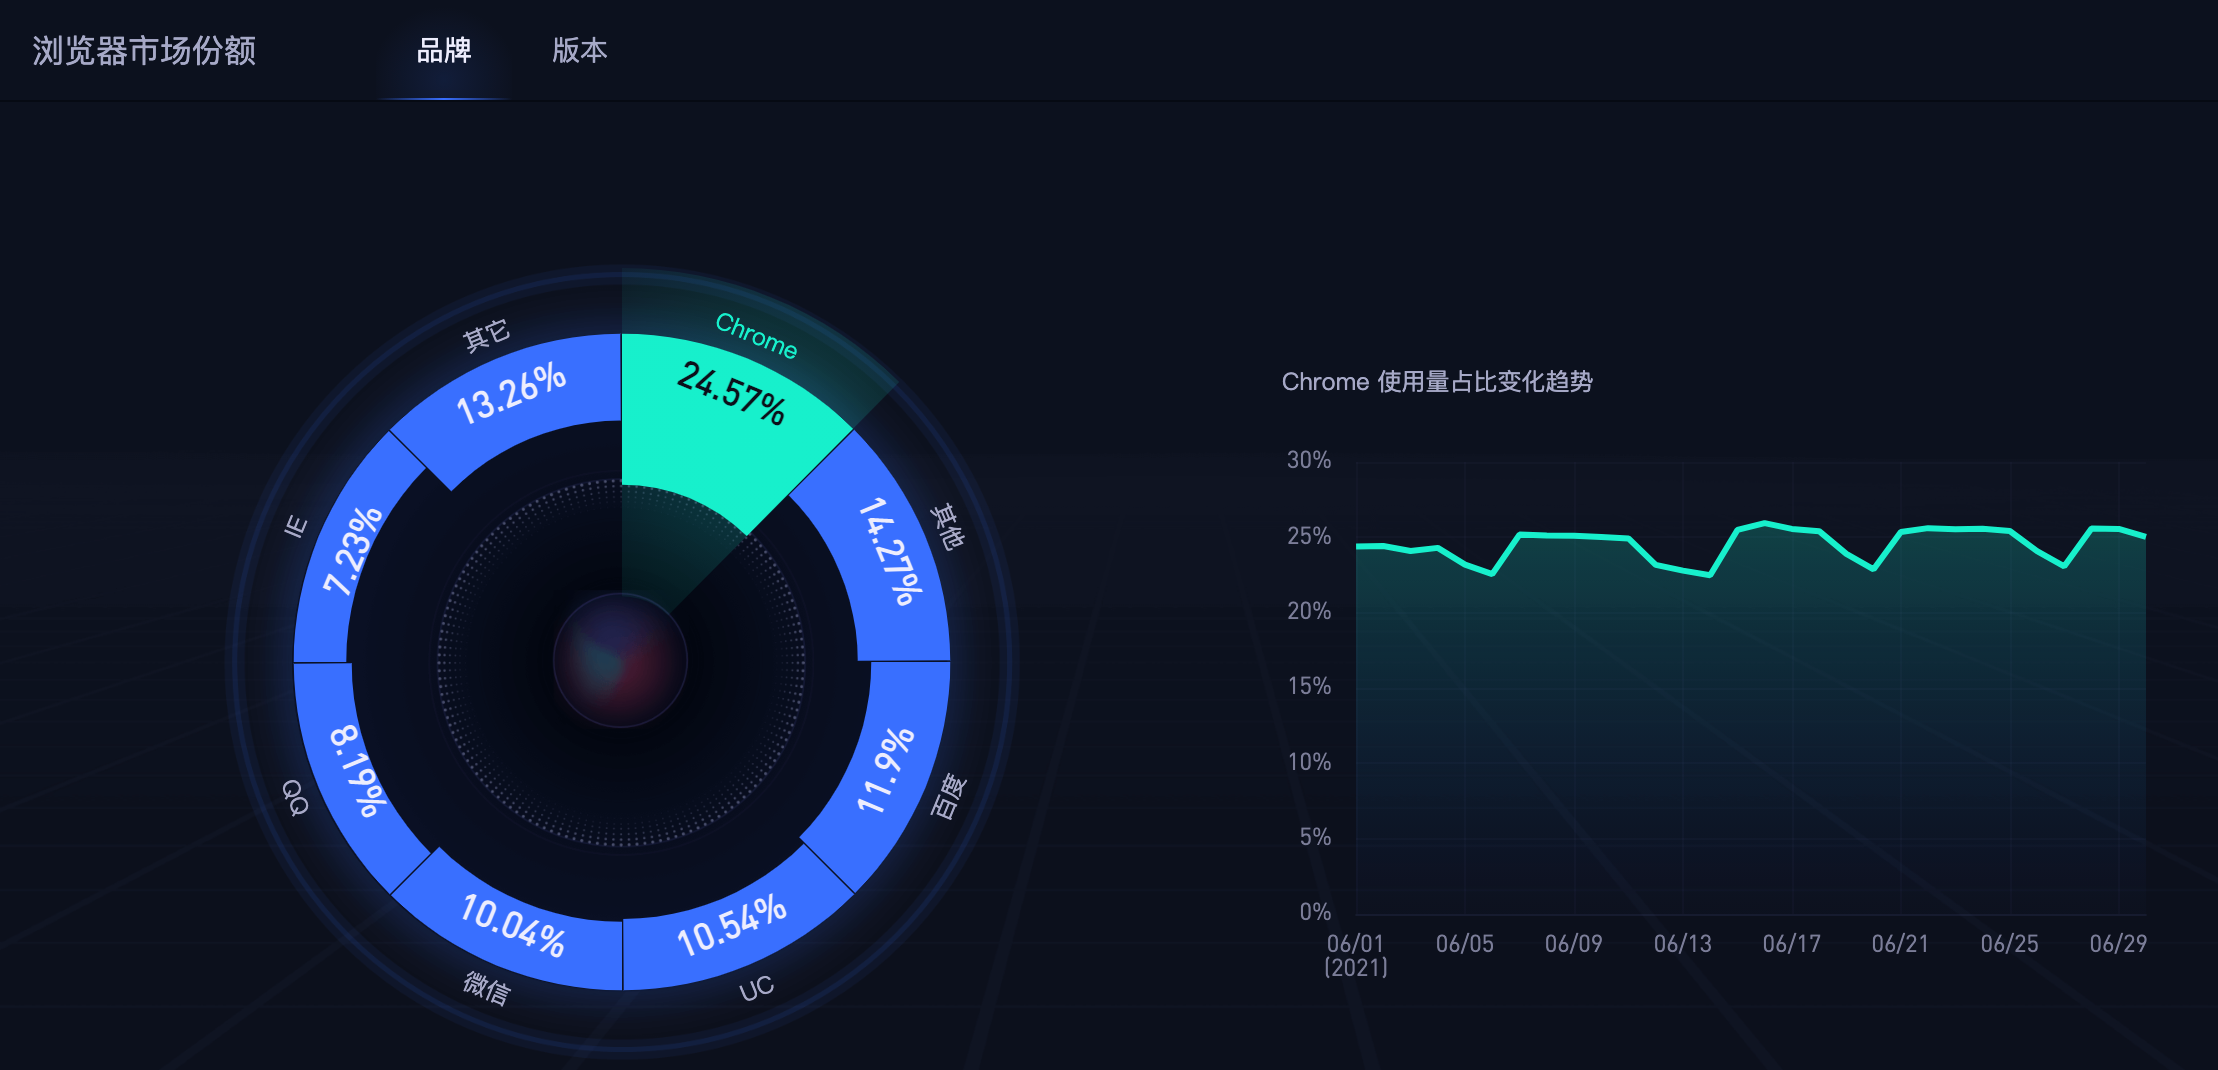 浏览器市场份额
品牌
版本
Chrome
24.57%
其他
14.27%
百度
11.9%
UC
10.54%
微信
10.04%
QQ
8.19%
IE
7.23%
其它
13.26%
Chrome 使用量占比变化趋势
30%
25%
20%
15%
10%
5%
0%
06/01 06/05 06/09 06/13 06/17 06/21 06/25 06/29
(2021)